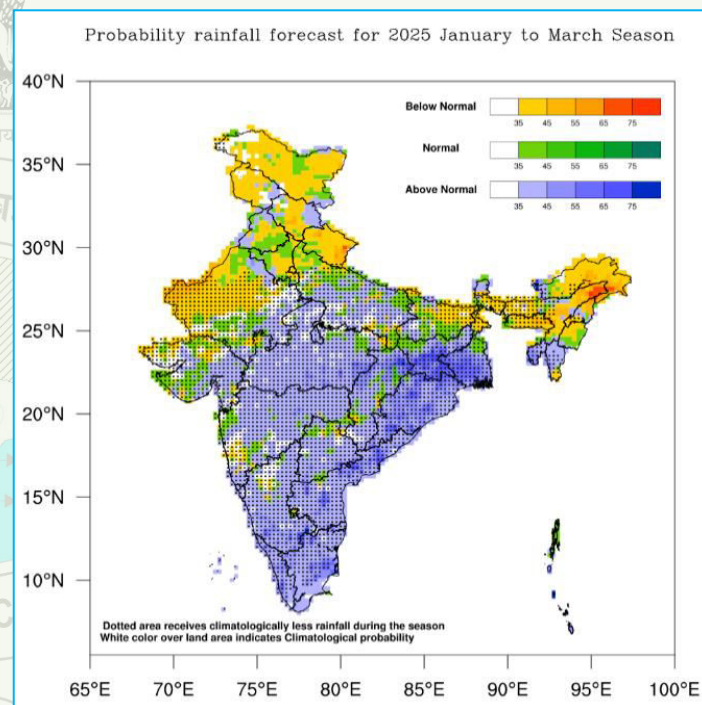 Probability rainfall forecast for 2025 January to March Season
40°N
35°N
30°N
25°N
20°N
15°N
10°N
Below Normal
35 45 55 65 75
Normal
35 45 55 65 75
Above Normal
35 45 55 65 75
Dotted area receives climatologically less rainfall during the season
White color over land area indicates Climatological probability
65°E 70°E 75°E 80°E 85°E 90°E 95°E 100°E